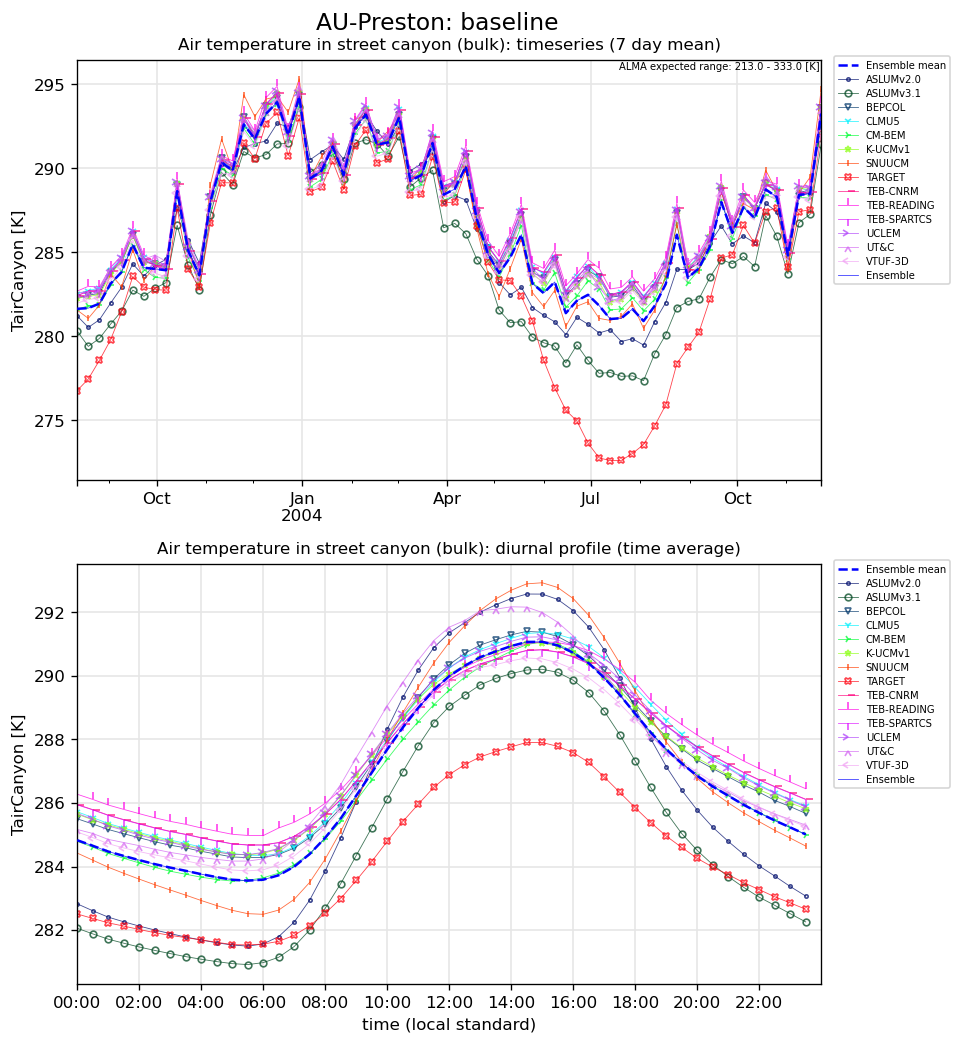 AU-Preston: baseline
Air temperature in street canyon (bulk): timeseries (7 day mean)
ALMA expected range: 213.0 - 333.0 [K]
TairCanyon [K]
295
290
285
280
275
Oct
Jan
2004
Apr
Jul
Oct
Ensemble mean
ASLUMv2.0
ASLUMv3.1
BEPCOL
CLMU5
CM-BEM
K-UCMv1
SNUUCM
TARGET
TEB-CNRM
TEB-READING
TEB-SPARTCS
UCLEM
UT&C
VTUF-3D
Ensemble
Air temperature in street canyon (bulk): diurnal profile (time average)
TairCanyon [K]
292
290
288
286
284
282
00:00
02:00
04:00
06:00
08:00
10:00
12:00
14:00
16:00
18:00
20:00
22:00
time (local standard)
Ensemble mean
ASLUMv2.0
ASLUMv3.1
BEPCOL
CLMU5
CM-BEM
K-UCMv1
SNUUCM
TARGET
TEB-CNRM
TEB-READING
TEB-SPARTCS
UCLEM
UT&C
VTUF-3D
Ensemble